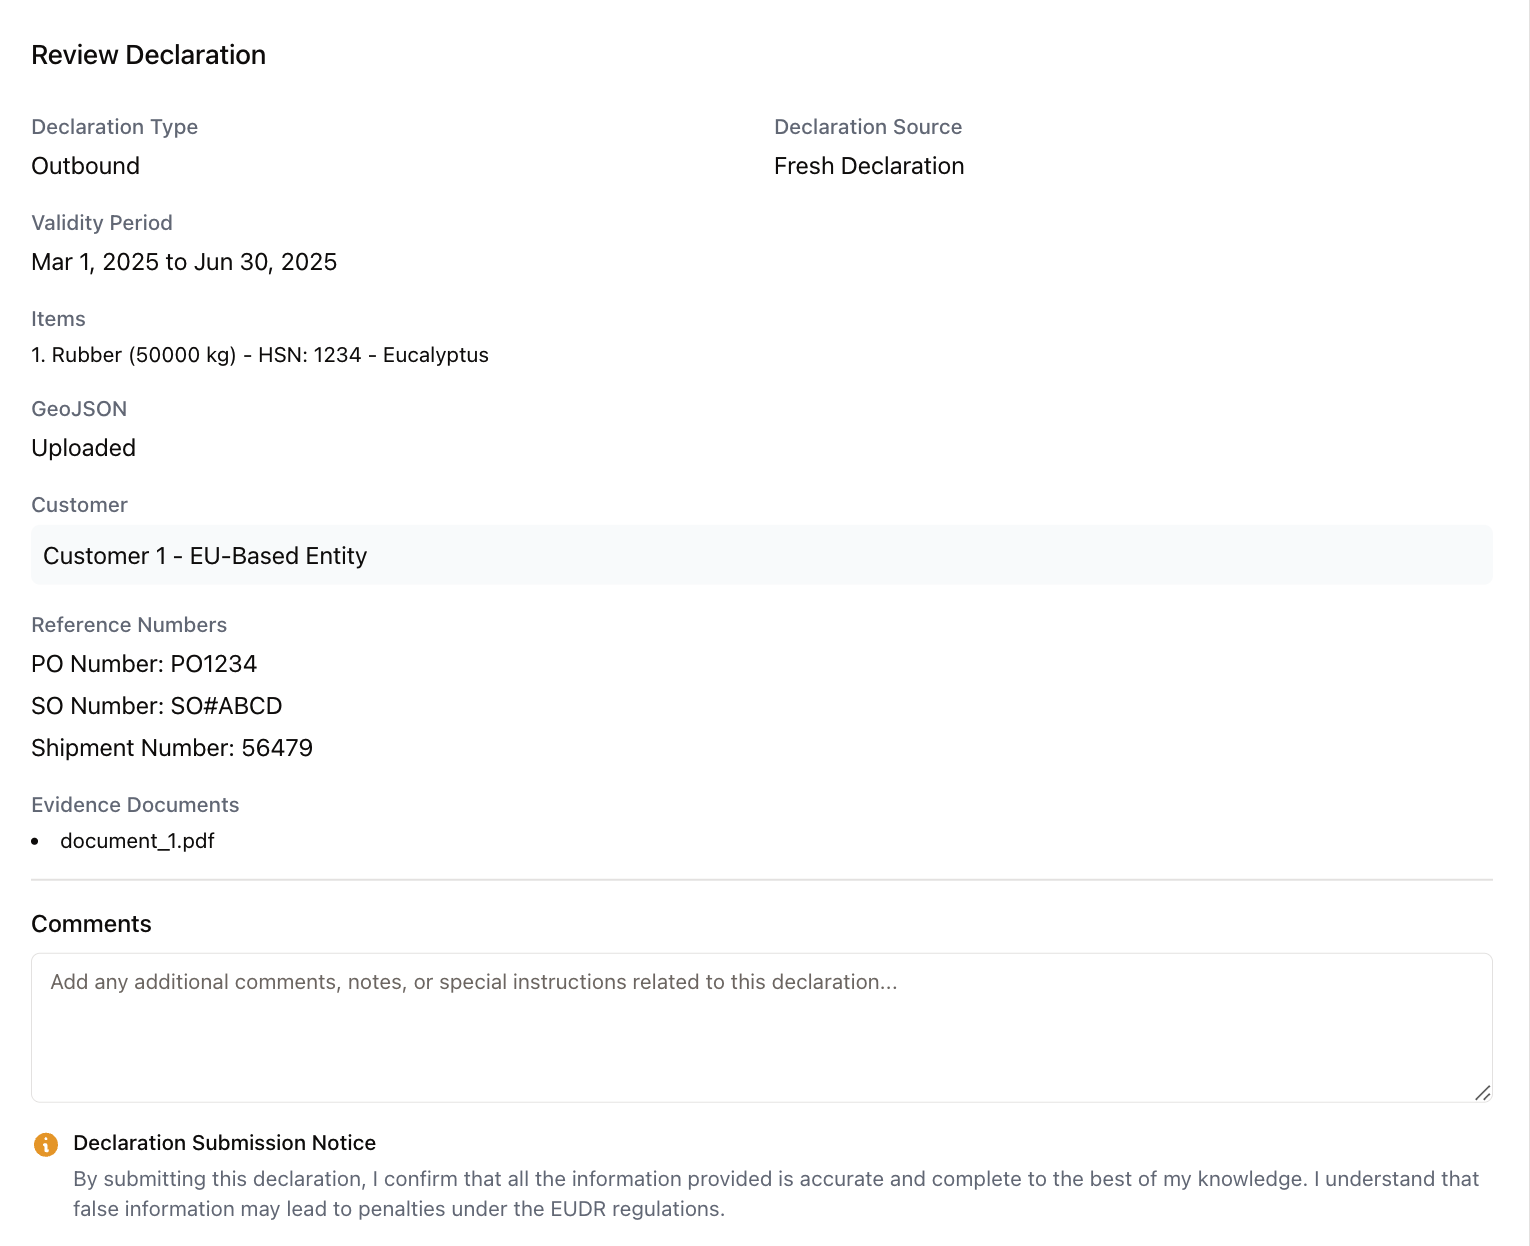 Review Declaration
Declaration Type
Outbound
Declaration Source
Fresh Declaration
Validity Period
Mar 1, 2025 to Jun 30, 2025
Items
1. Rubber (50000 kg) - HSN: 1234 - Eucalyptus
GeoJSON
Uploaded
Customer
Customer 1 - EU-Based Entity
Reference Numbers
PO Number: PO1234
SO Number: SO#ABCD
Shipment Number: 56479
Evidence Documents
• document_1.pdf
Comments
Add any additional comments, notes, or special instructions related to this declaration...
Declaration Submission Notice
By submitting this declaration, I confirm that all the information provided is accurate and complete to the best of my knowledge. I understand that
false information may lead to penalties under the EUDR regulations.